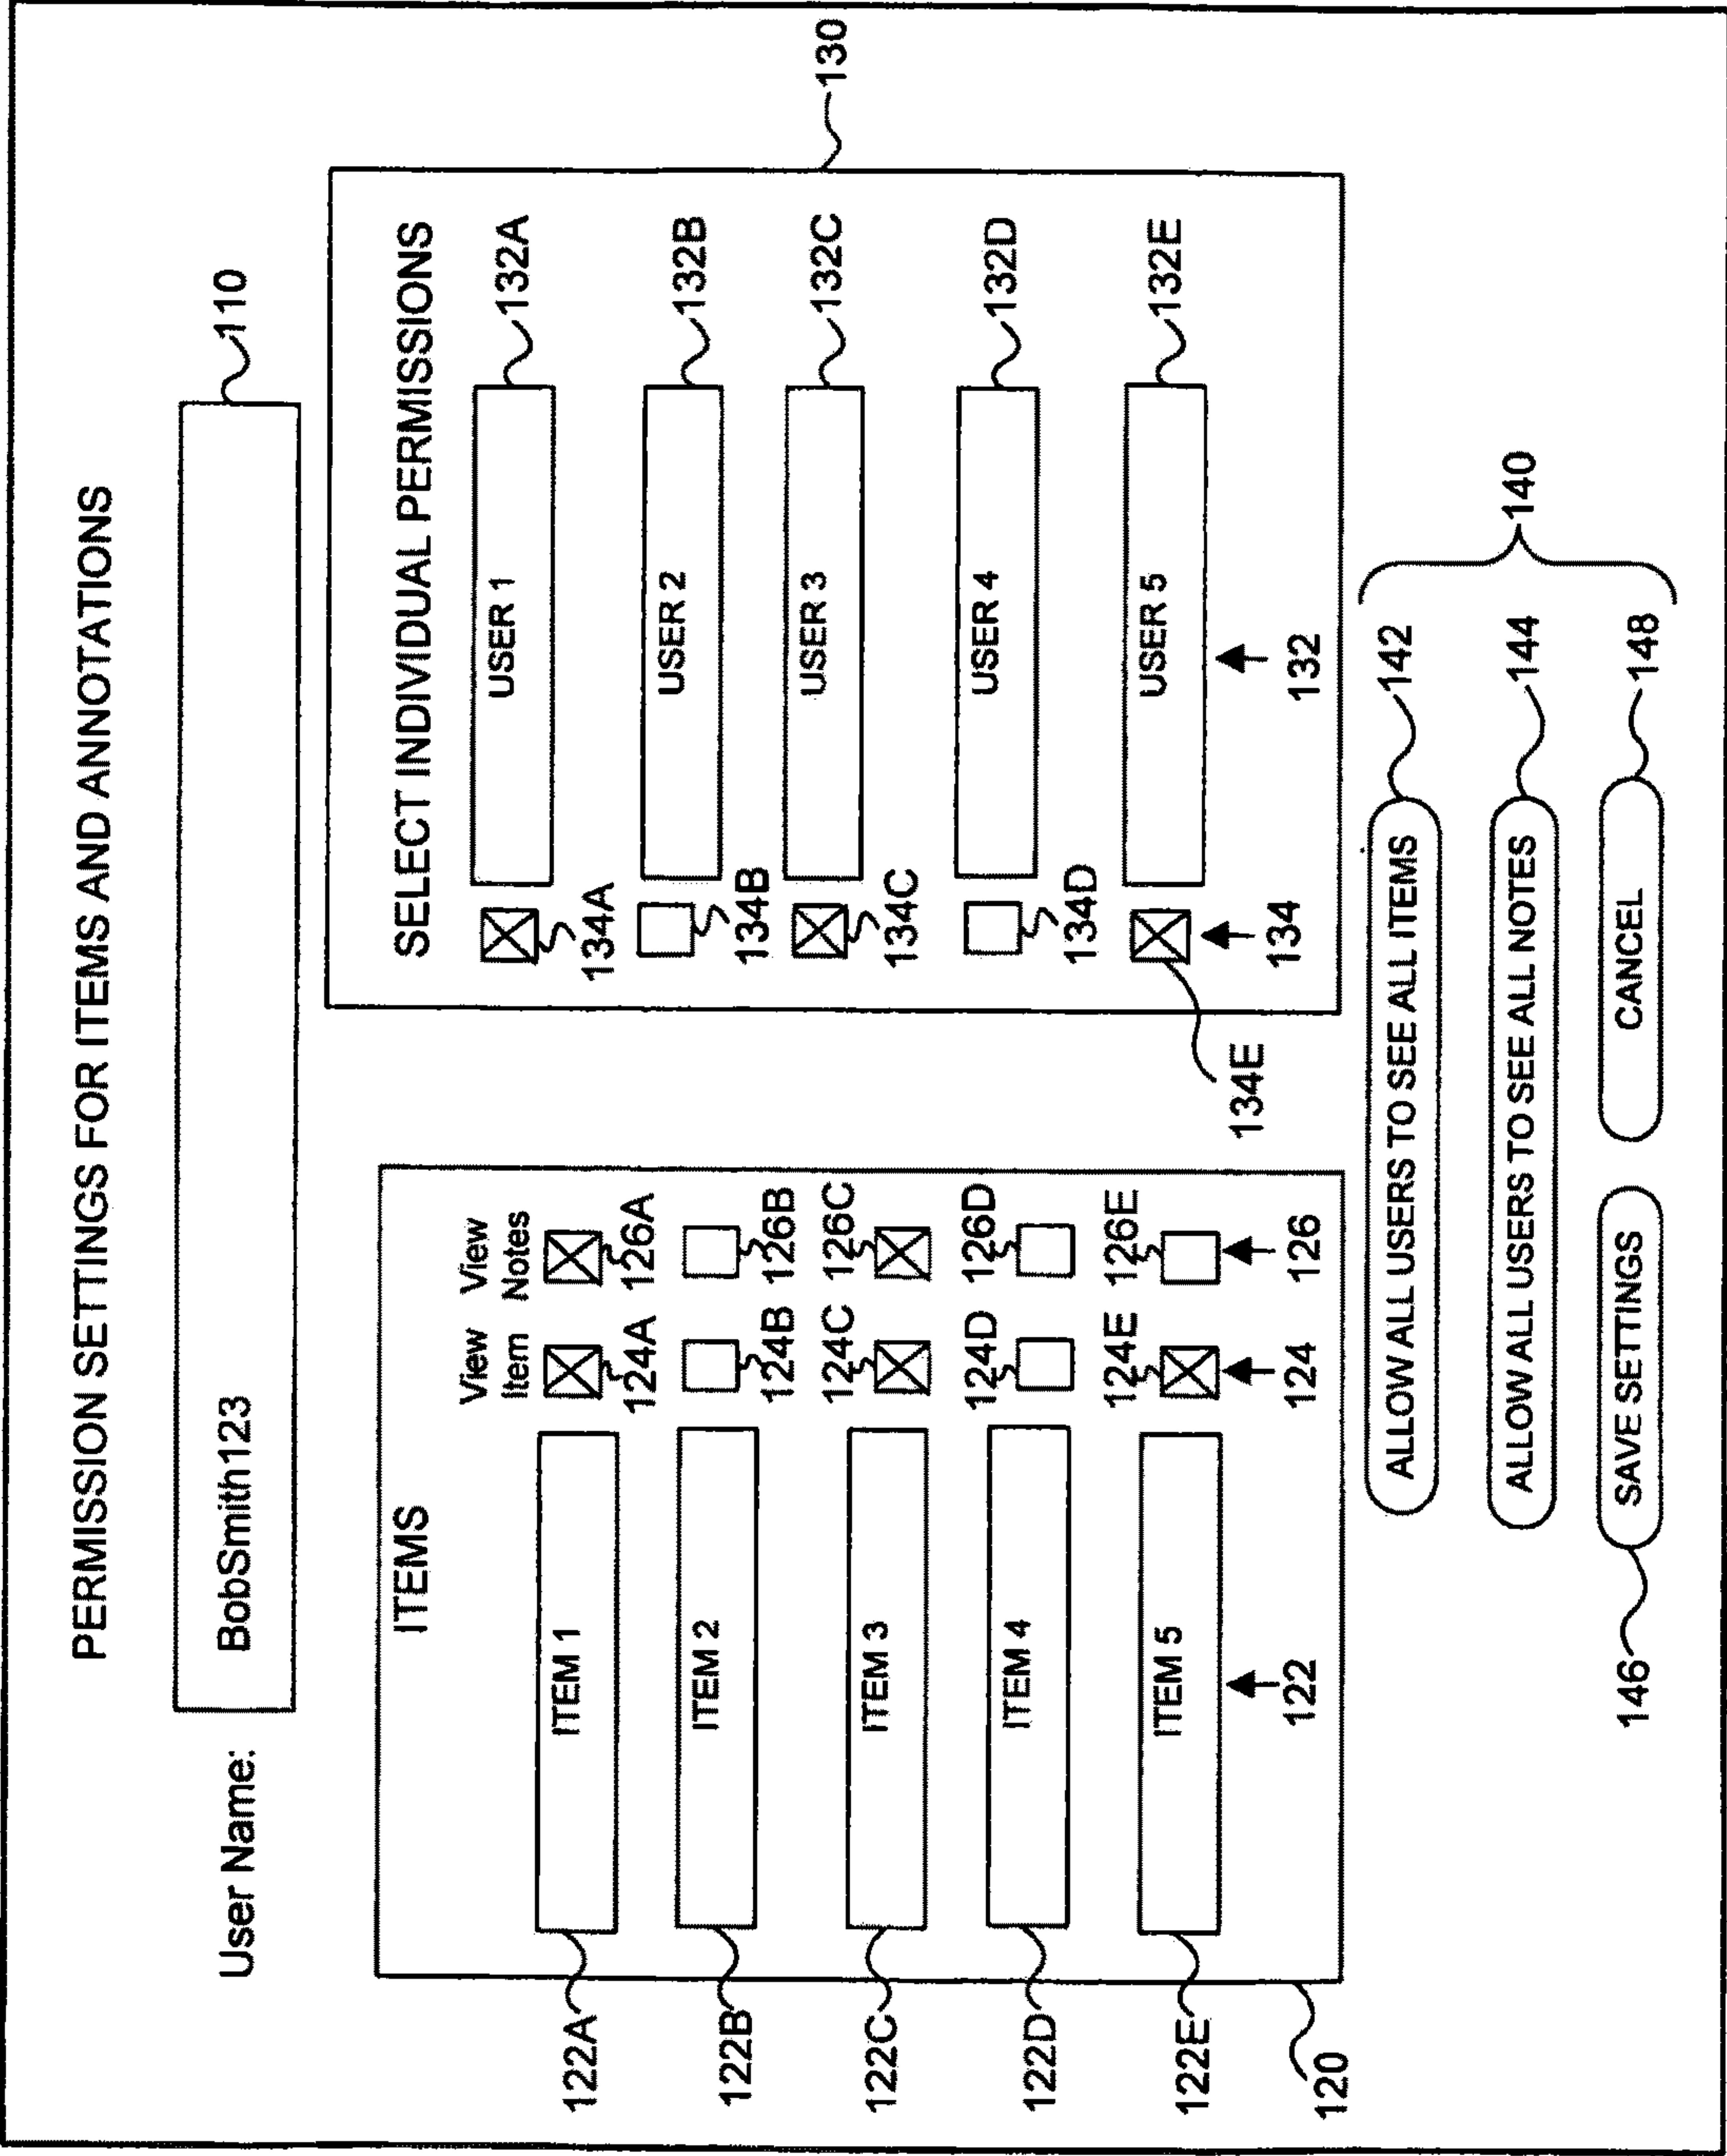 PERMISSION SETTINGS FOR ITEMS AND ANNOTATIONS
User Name: BobSmith123 110
ITEMS
View Item View Notes
122A ITEM 1 124A 126A
122B ITEM 2 124B 126B
122C ITEM 3 124C 126C
122D ITEM 4 124D 126D
122E ITEM 5 124E 126E
122 124 126
120
SELECT INDIVIDUAL PERMISSIONS
130
134A USER 1 132A
134B USER 2 132B
134C USER 3 132C
134D USER 4 132D
134E USER 5 132E
134 132
ALLOW ALL USERS TO SEE ALL ITEMS 142
ALLOW ALL USERS TO SEE ALL NOTES 144
140
146 SAVE SETTINGS CANCEL 148